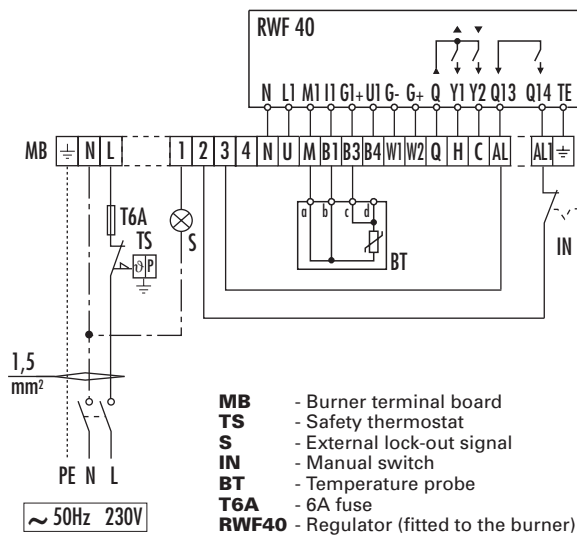 RWF 40
N L1 M1 I1 G1+ U1 G- G+ Q Y1 Y2 Q13 Q14 TE
MB N L 1 2 3 4 N U M B1 B3 B4 W1 W2 Q H C AL AL1
a b c d
T6A
TS
S
ϑ P
BT
IN
1,5
mm²
PE N L
~ 50Hz 230V
MB - Burner terminal board
TS - Safety thermostat
S - External lock-out signal
IN - Manual switch
BT - Temperature probe
T6A - 6A fuse
RWF40 - Regulator (fitted to the burner)